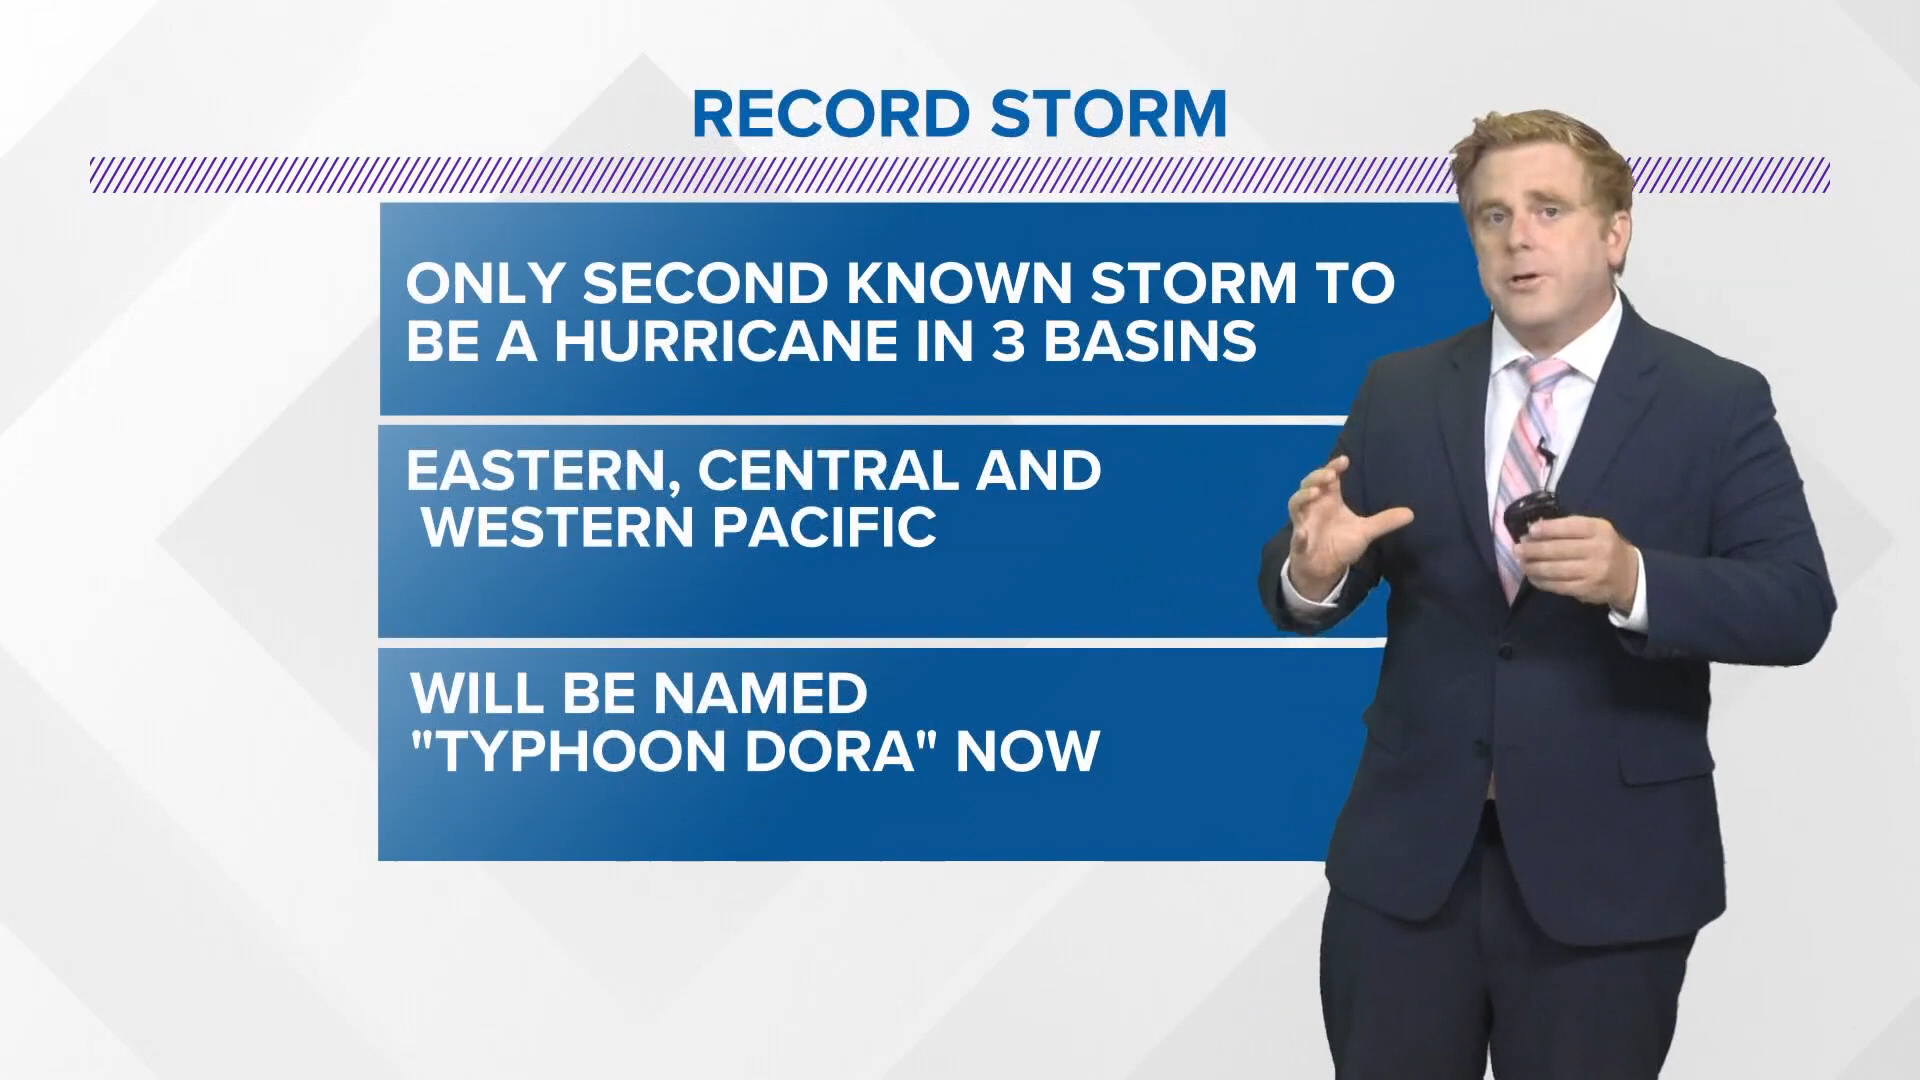 RECORD STORM
ONLY SECOND KNOWN STORM TO
BE A HURRICANE IN 3 BASINS
EASTERN, CENTRAL AND
WESTERN PACIFIC
WILL BE NAMED
"TYPHOON DORA" NOW